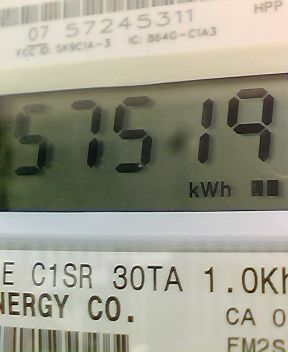 HPP
07 57245311
FCC ID: SK9C1A-3 IC: 864G-C1A3
57519
kWh
E C1SR 30TA 1.0Kh
NERGY CO.
CA 0
FM2S